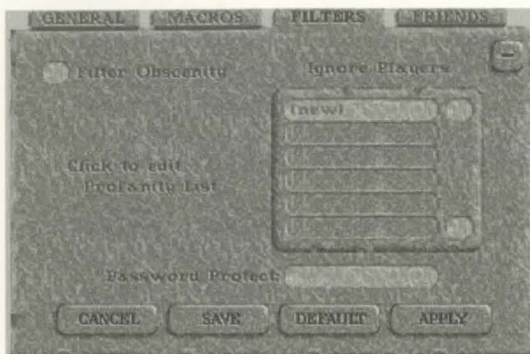 GENERAL MACROS FILTERS FRIENDS
Filter Obscenity
Ignore Players
(new)
Click to edit
Profanity List
Password Protect:
CANCEL SAVE DEFAULT APPLY